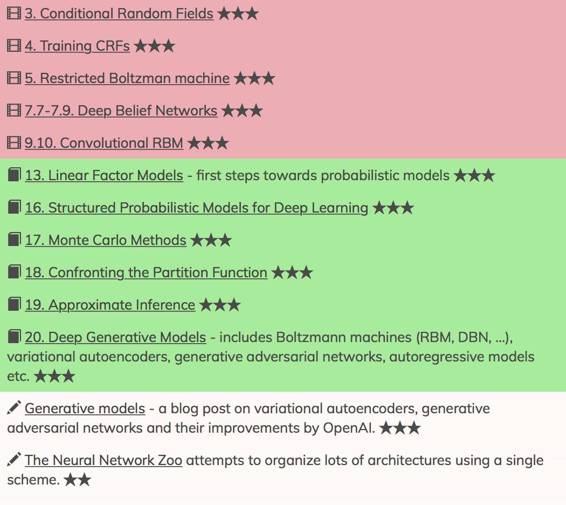 3. Conditional Random Fields ★★★
4. Training CRFs ★★★
5. Restricted Boltzman machine ★★★
7.7-7.9. Deep Belief Networks ★★★
9.10. Convolutional RBM ★★★
13. Linear Factor Models - first steps towards probabilistic models ★★★
16. Structured Probabilistic Models for Deep Learning ★★★
17. Monte Carlo Methods ★★★
18. Confronting the Partition Function ★★★
19. Approximate Inference ★★★
20. Deep Generative Models - includes Boltzmann machines (RBM, DBN, ...),
variational autoencoders, generative adversarial networks, autoregressive models
etc. ★★★
Generative models - a blog post on variational autoencoders, generative
adversarial networks and their improvements by OpenAI. ★★★
The Neural Network Zoo attempts to organize lots of architectures using a single
scheme. ★★